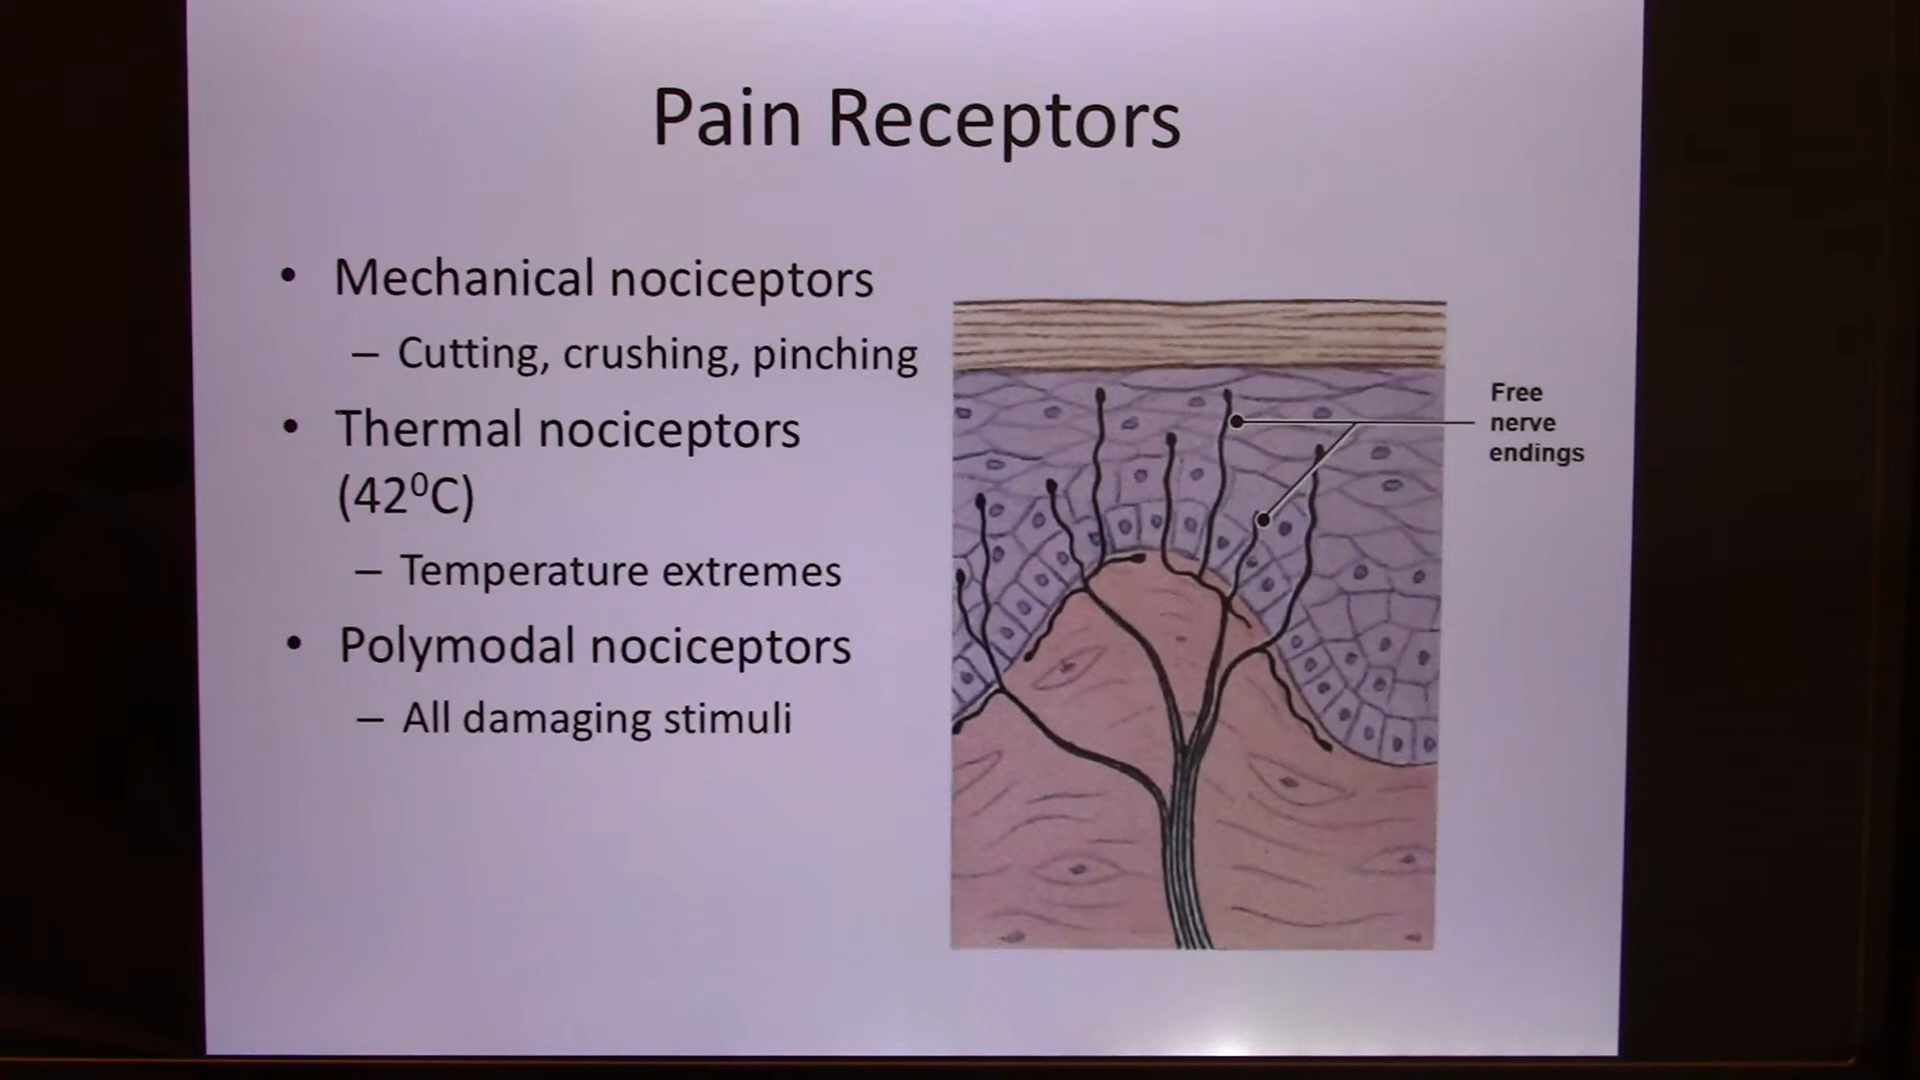 Pain Receptors
• Mechanical nociceptors
– Cutting, crushing, pinching
• Thermal nociceptors
(42⁰C)
– Temperature extremes
• Polymodal nociceptors
– All damaging stimuli
Free
nerve
endings